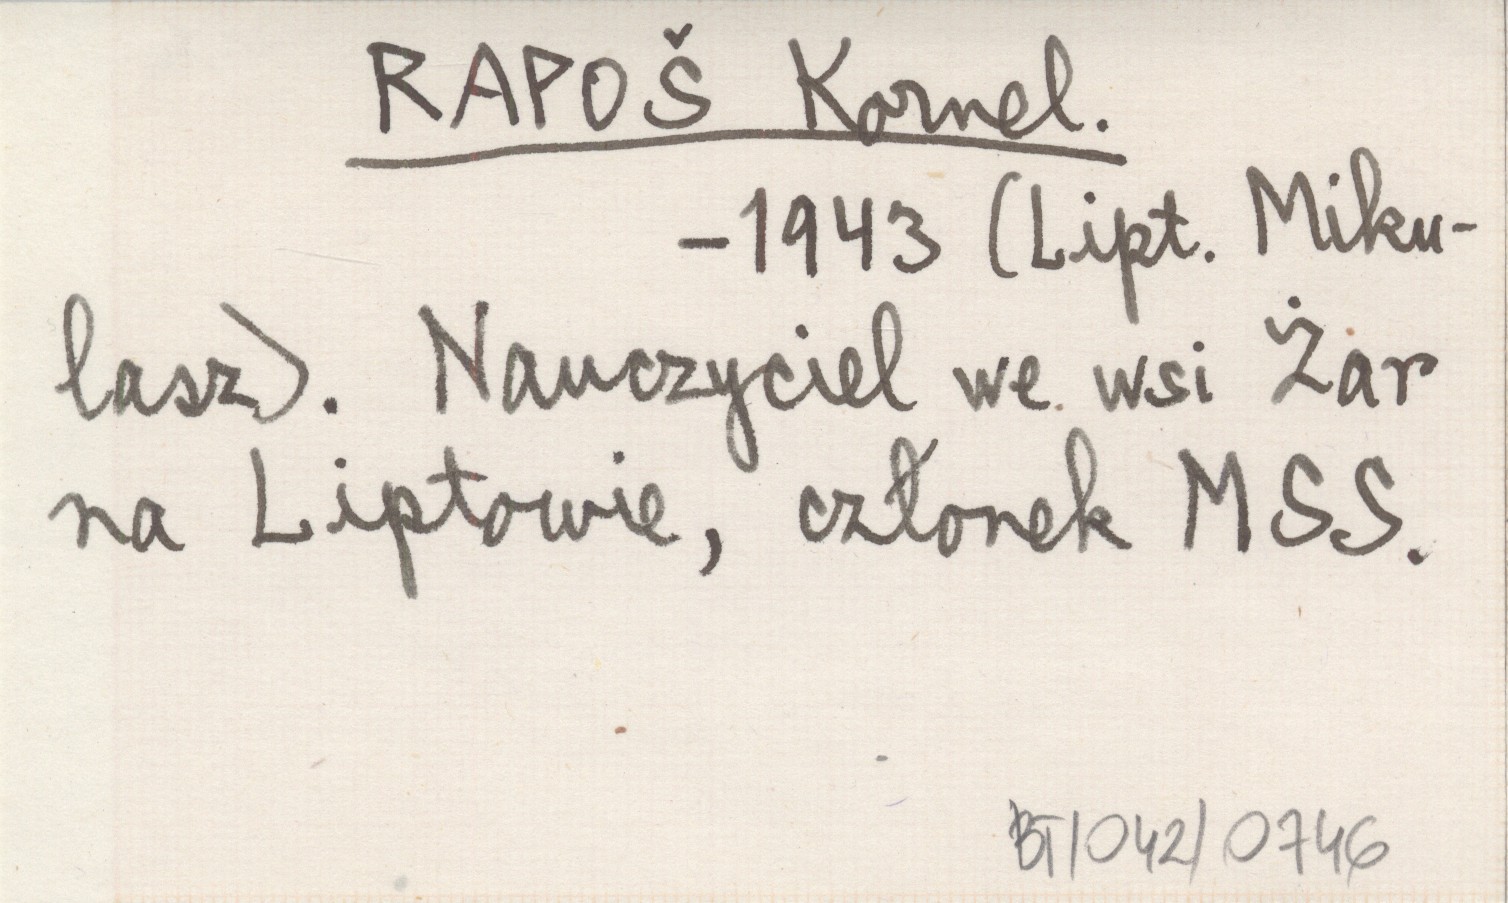 RAPOŠ Kornel.
-1943 (Lipt. Miku-
lasz). Nauczyciel we wsi Żar
na Liptowie, członek MSS.
BT/042/0746